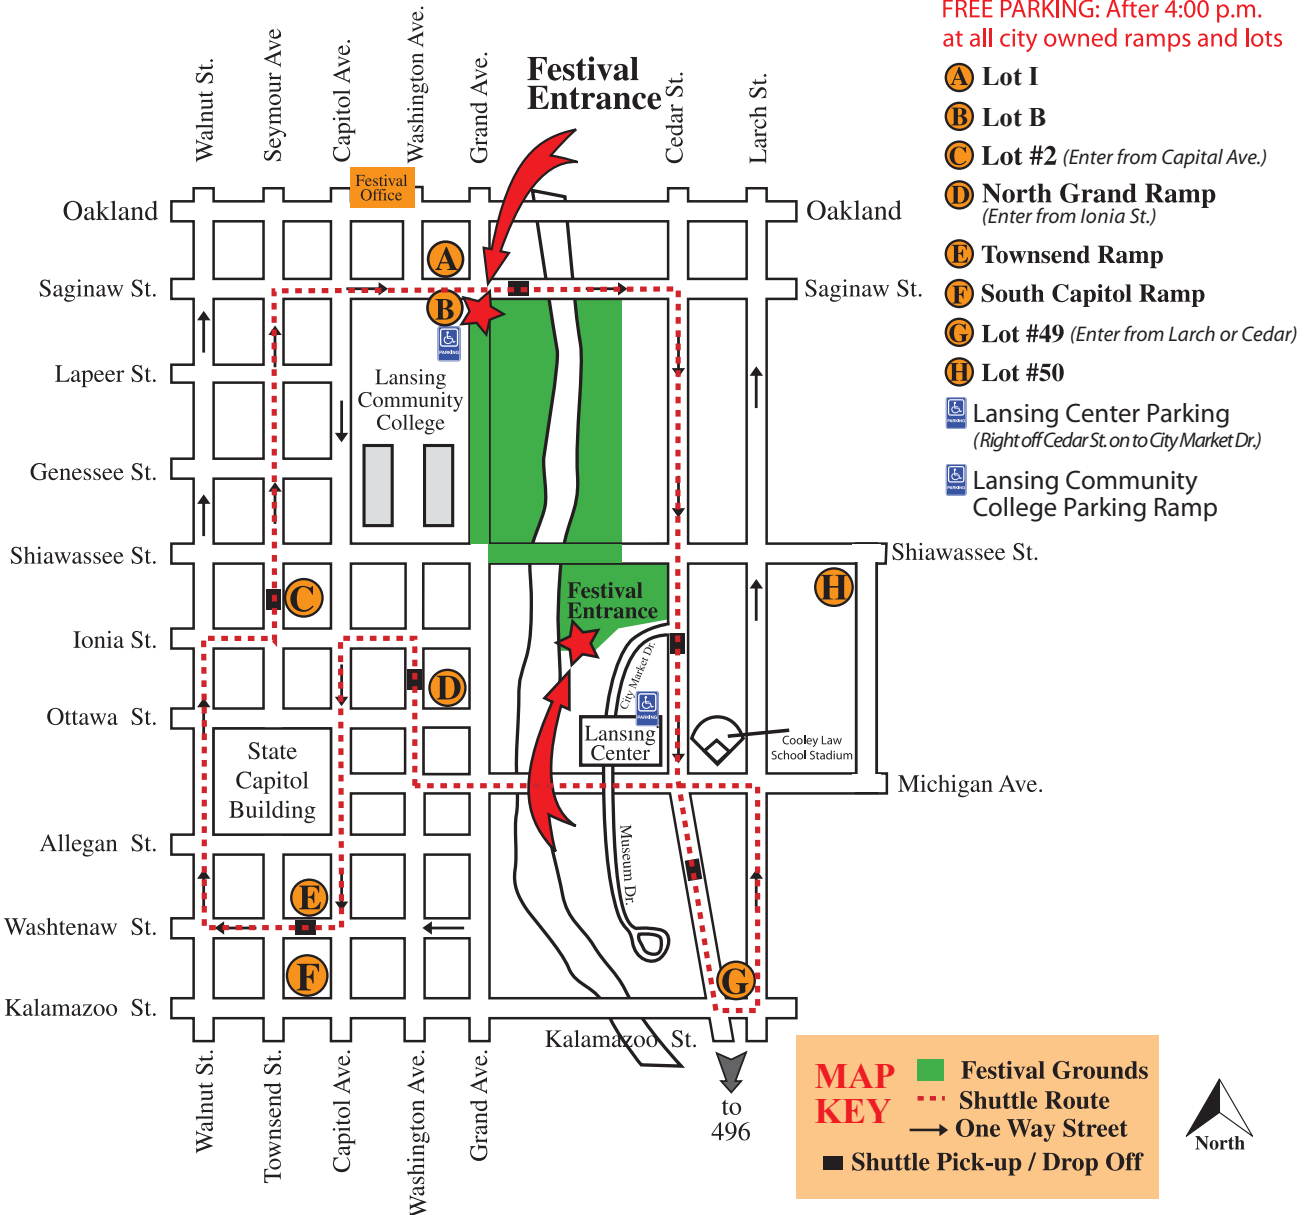 FREE PARKING: After 4:00 p.m.
at all city owned ramps and lots
A Lot I
B Lot B
C Lot #2 (Enter from Capital Ave.)
D North Grand Ramp
(Enter from Ionia St.)
E Townsend Ramp
F South Capitol Ramp
G Lot #49 (Enter from Larch or Cedar)
H Lot #50
PARKING
Lansing Center Parking
(Right off Cedar St. on to City Market Dr.)
PARKING
Lansing Community
College Parking Ramp
Walnut St.
Seymour Ave
Capitol Ave.
Washington Ave.
Grand Ave.
Festival
Entrance
Cedar St.
Larch St.
Festival
Office
Oakland
Oakland
A
Saginaw St.
Saginaw St.
B
PARKING
Lapeer St.
Lansing
Community
College
Genessee St.
Shiawassee St.
Shiawassee St.
C
Festival
Entrance
H
Ionia St.
City Market Dr.
D
PARKING
Ottawa St.
State
Capitol
Building
Lansing
Center
Cooley Law
School Stadium
Michigan Ave.
Allegan St.
Museum Dr.
E
Washtenaw St.
F
G
Kalamazoo St.
Kalamazoo St.
Walnut St.
Townsend St.
Capitol Ave.
Washington Ave.
Grand Ave.
to
496
MAP
KEY
Festival Grounds
Shuttle Route
One Way Street
Shuttle Pick-up / Drop Off
North